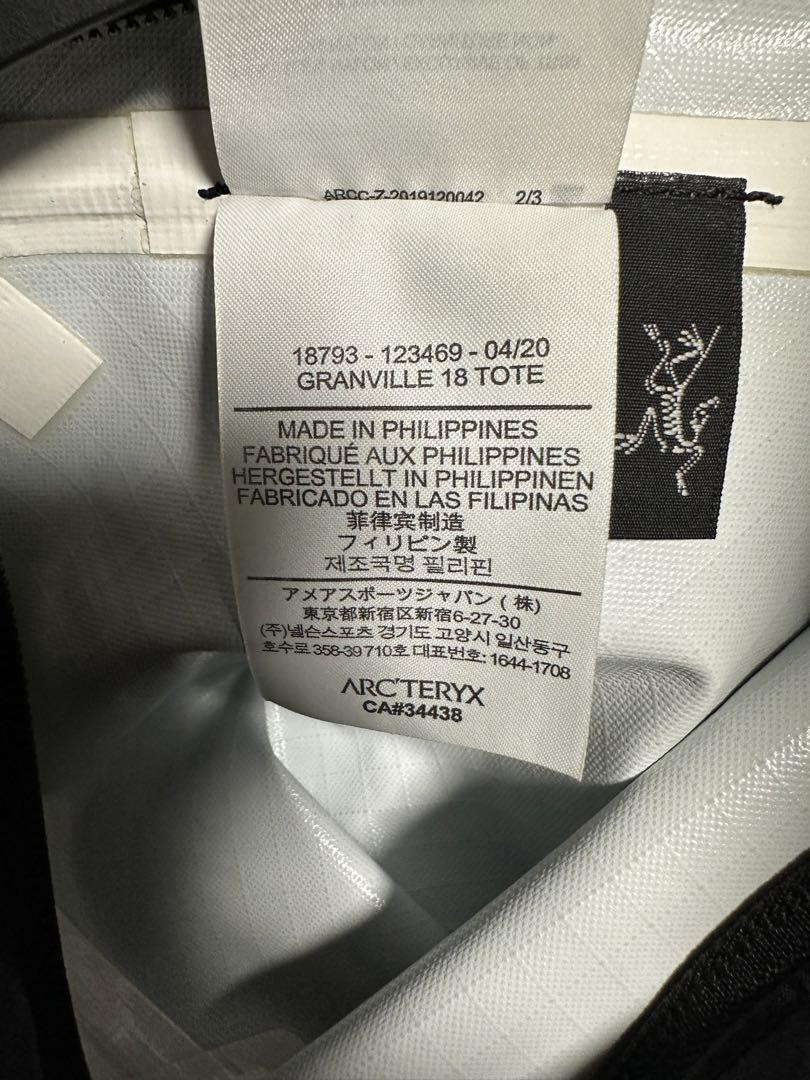 ARCC-Z-2019120042 2/3
18793 - 123469 - 04/20
GRANVILLE 18 TOTE
MADE IN PHILIPPINES
FABRIQUÉ AUX PHILIPPINES
HERGESTELLT IN PHILIPPINEN
FABRICADO EN LAS FILIPINAS
菲律宾制造
フィリピン製
제조국명 필리핀
アメアスポーツジャパン (株)
東京都新宿区新宿6-27-30
(주)넬슨스포츠 경기도 고양시 일산동구
호수로 358-39 710호 대표번호: 1644-1708
ARC'TERYX
CA#34438